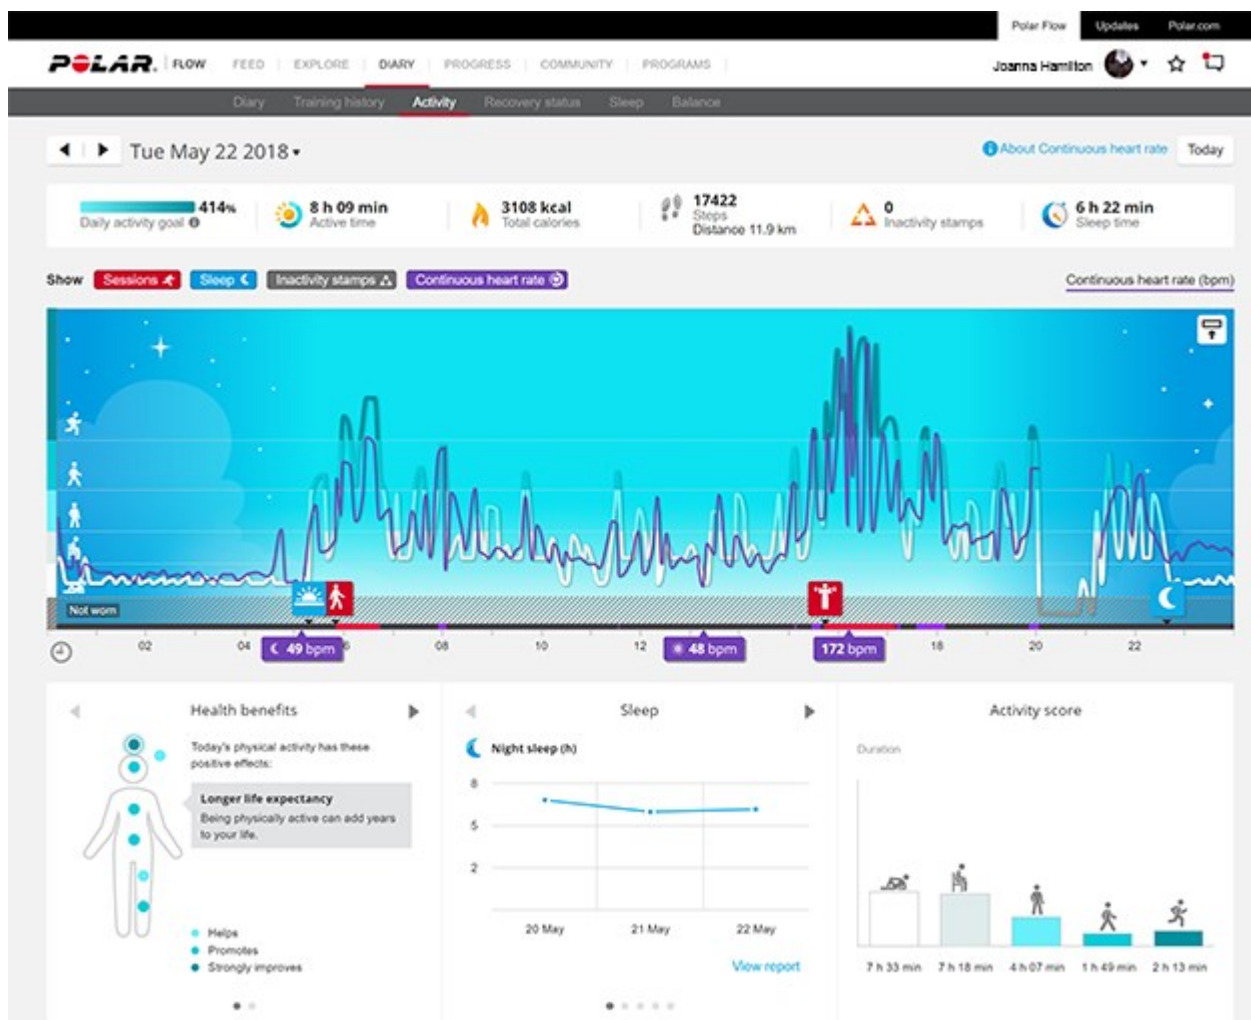 Polar Flow Updates Polar.com
POLAR. FLOW FEED EXPLORE DIARY PROGRESS COMMUNITY PROGRAMS Joanna Hamilton
Diary Training history Activity Recovery status Sleep Balance
Tue May 22 2018 About Continuous heart rate Today
414% 8 h 09 min 3108 kcal 17422 0 6 h 22 min
Daily activity goal Active time Total calories Steps Inactivity stamps Sleep time
Distance 11.9 km
Show Sessions Sleep Inactivity stamps Continuous heart rate Continuous heart rate (bpm)
Not worn
02 04 6 08 10 12 18 20 22
49 bpm 48 bpm 172 bpm
Health benefits
Today's physical activity has these
positive effects:
Longer life expectancy
Being physically active can add years
to your life.
Helps
Promotes
Strongly improves
Sleep
Night sleep (h)
8
5
2
20 May 21 May 22 May
View report
Activity score
Duration
7 h 33 min 7 h 18 min 4 h 07 min 1 h 49 min 2 h 13 min